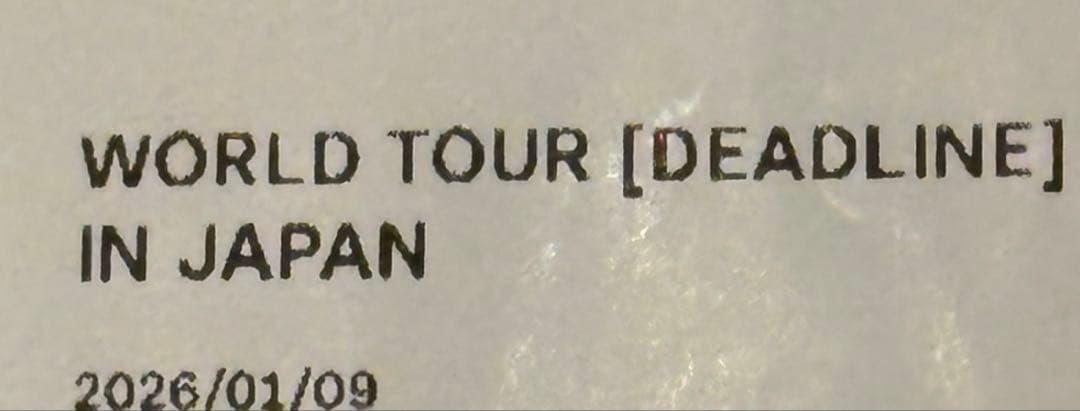 WORLD TOUR [DEADLINE]
IN JAPAN
2026/01/09